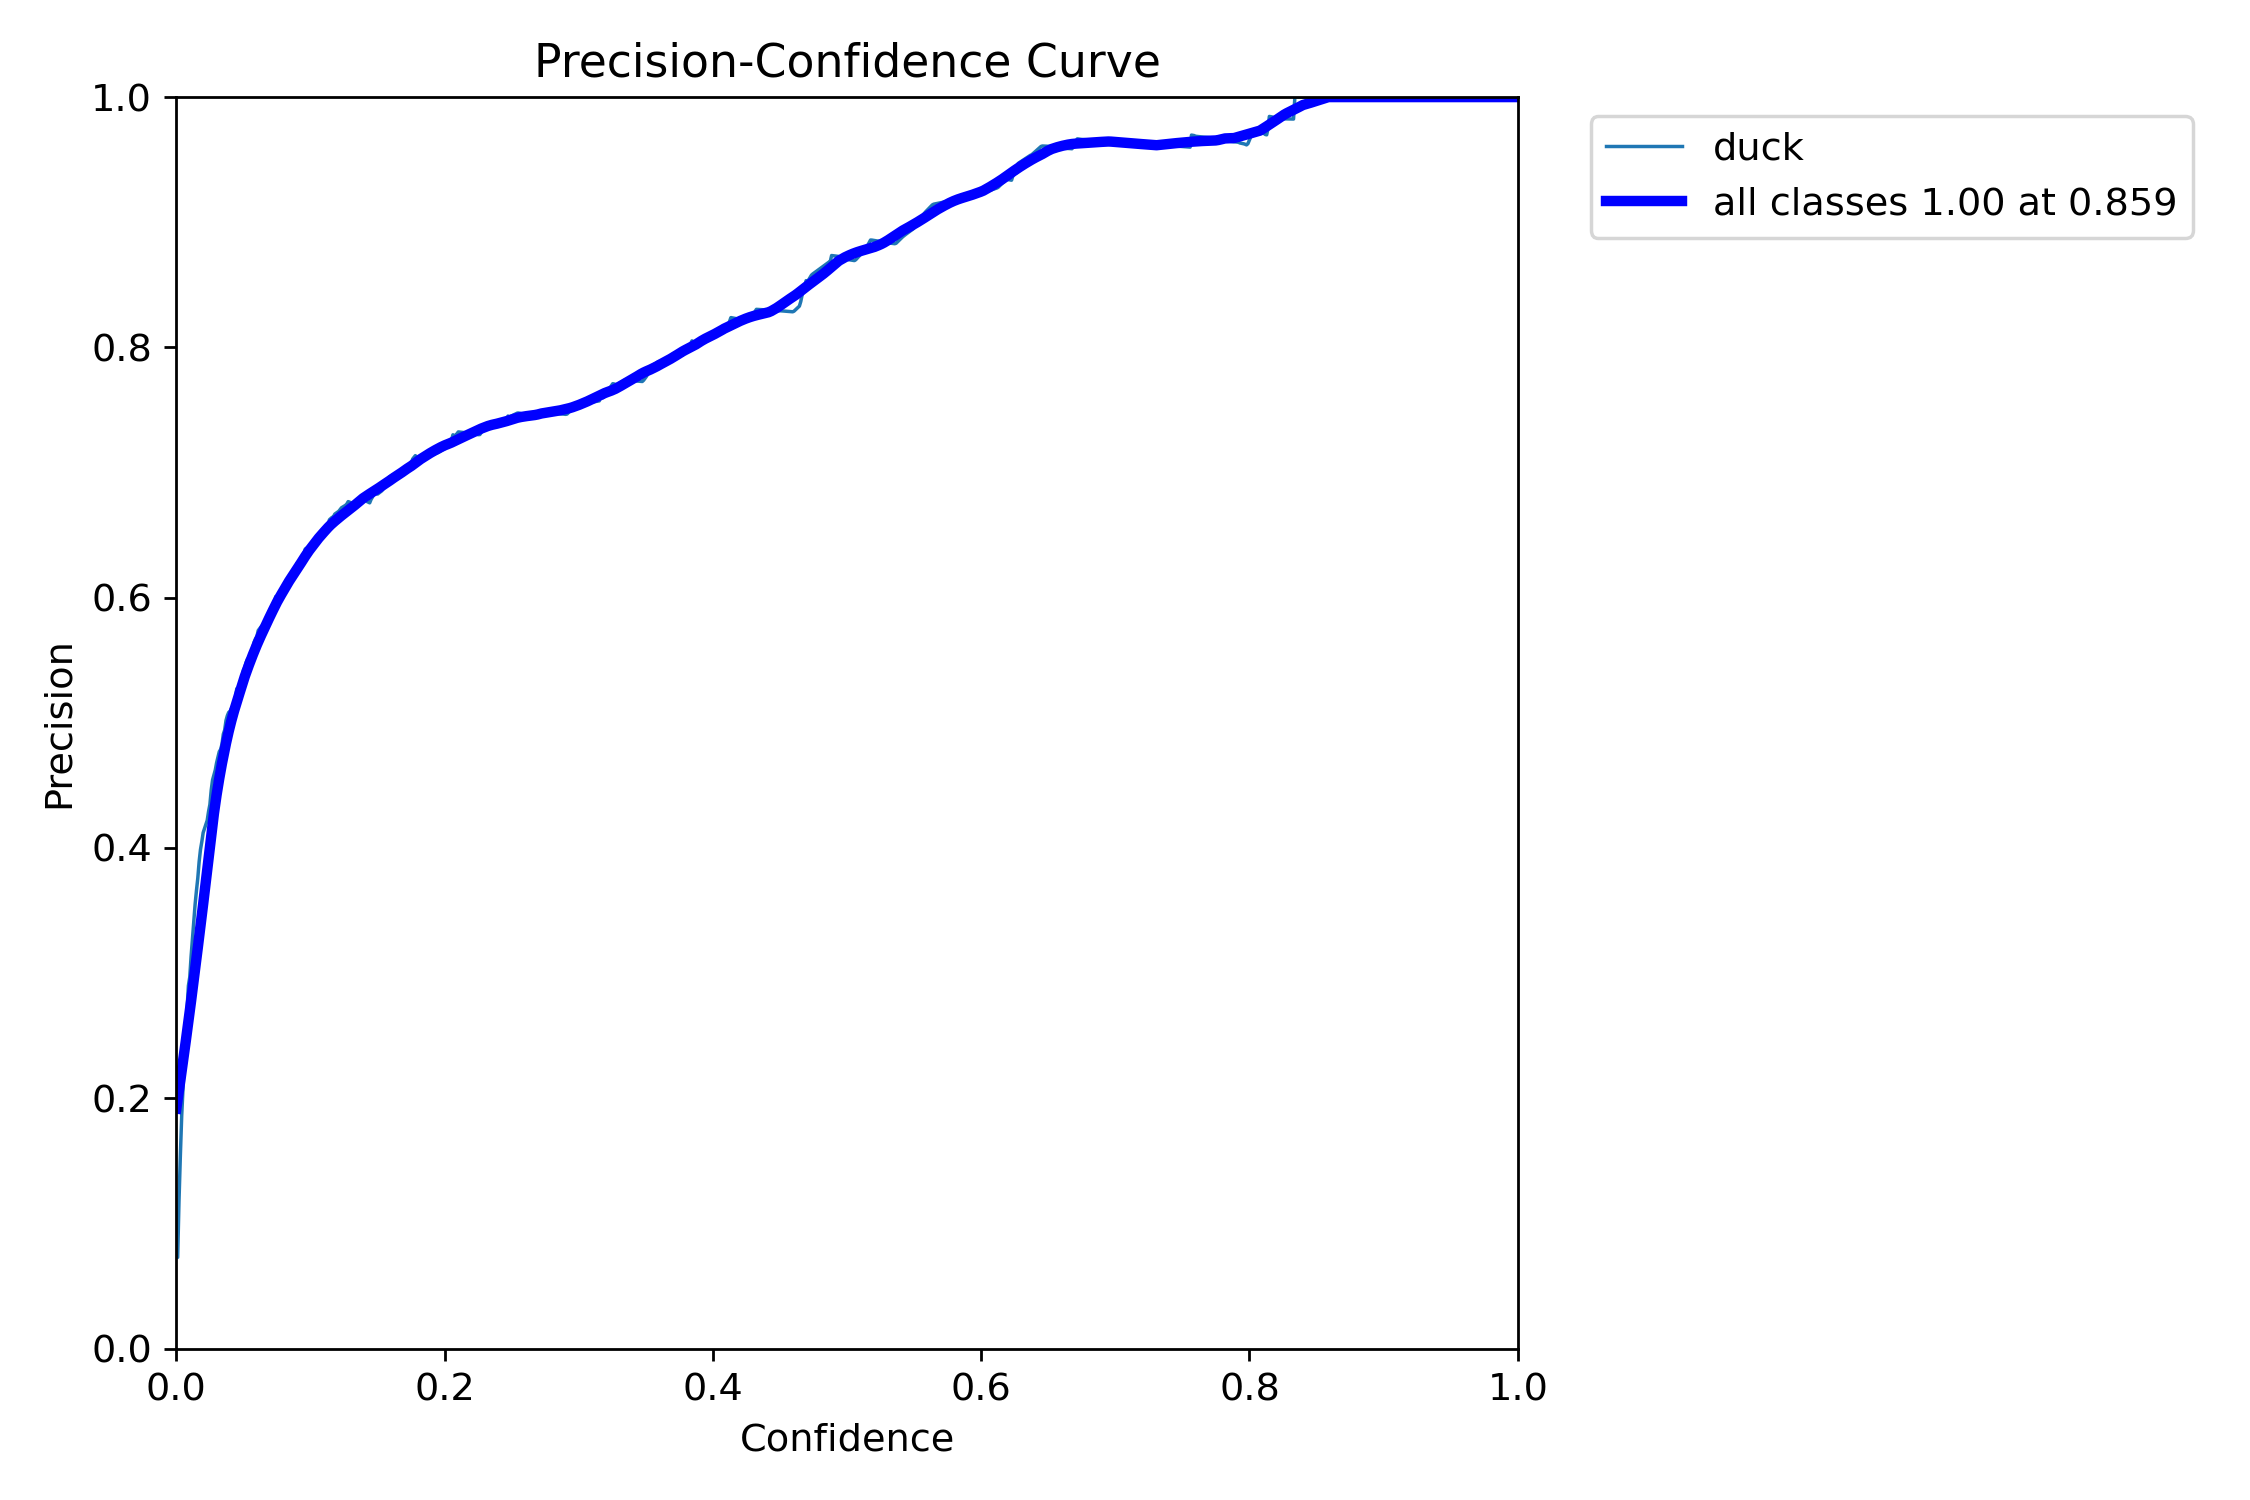 Precision-Confidence Curve
1.0
0.8
0.6
0.4
0.2
0.0
Precision
0.0 0.2 0.4 0.6 0.8 1.0
Confidence
duck
all classes 1.00 at 0.859